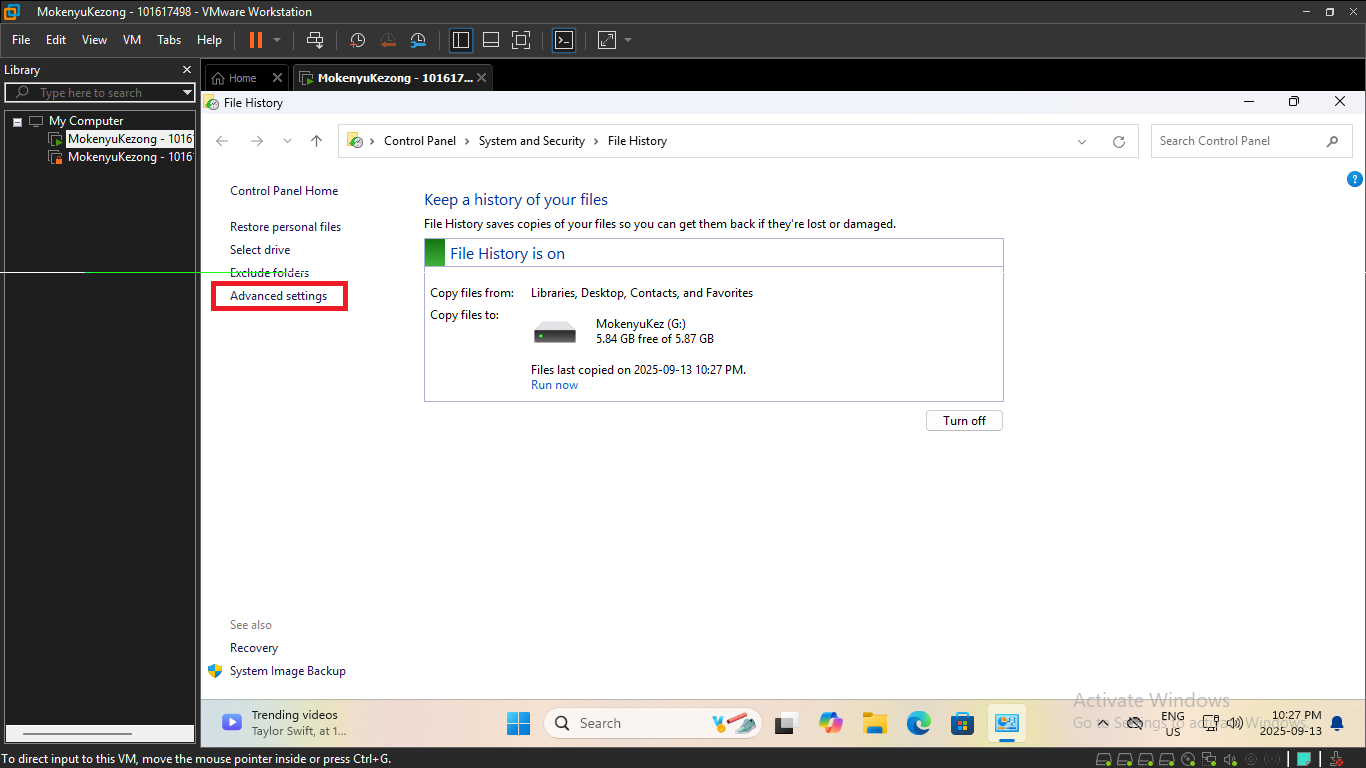 MokenyuKezong - 101617498 - VMware Workstation
File Edit View VM Tabs Help
Library
Type here to search
My Computer
MokenyuKezong - 1016
MokenyuKezong - 1016
Home
MokenyuKezong - 101617...
File History
Control Panel
System and Security
File History
Search Control Panel
Control Panel Home
Restore personal files
Select drive
Exclude folders
Advanced settings
Keep a history of your files
File History saves copies of your files so you can get them back if they're lost or damaged.
File History is on
Copy files from: Libraries, Desktop, Contacts, and Favorites
Copy files to:
MokenyuKez (G:)
5.84 GB free of 5.87 GB
Files last copied on 2025-09-13 10:27 PM.
Run now
Turn off
See also
Recovery
System Image Backup
Activate Windows
Go to Settings to activate Windows.
Trending videos
Taylor Swift, at 1...
Search
ENG
US
10:27 PM
2025-09-13
To direct input to this VM, move the mouse pointer inside or press Ctrl+G.